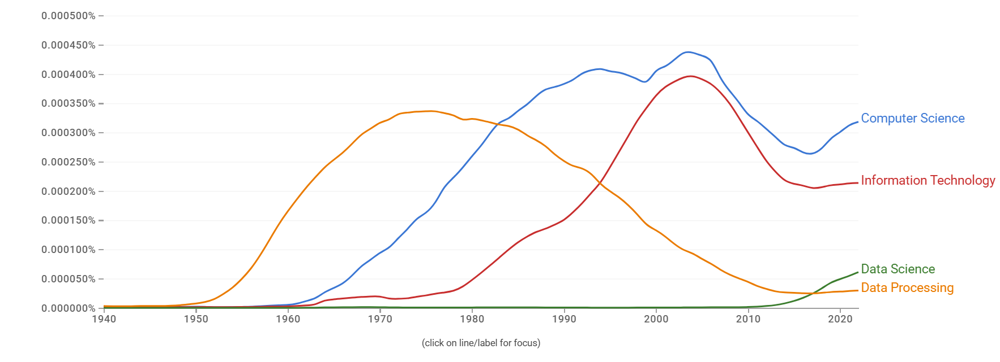 0.000500%
0.000450%
0.000400%
0.000350%
0.000300%
0.000250%
0.000200%
0.000150%
0.000100%
0.000050%
0.000000%
1940 1950 1960 1970 1980 1990 2000 2010 2020
Computer Science
Information Technology
Data Science
Data Processing
(click on line/label for focus)